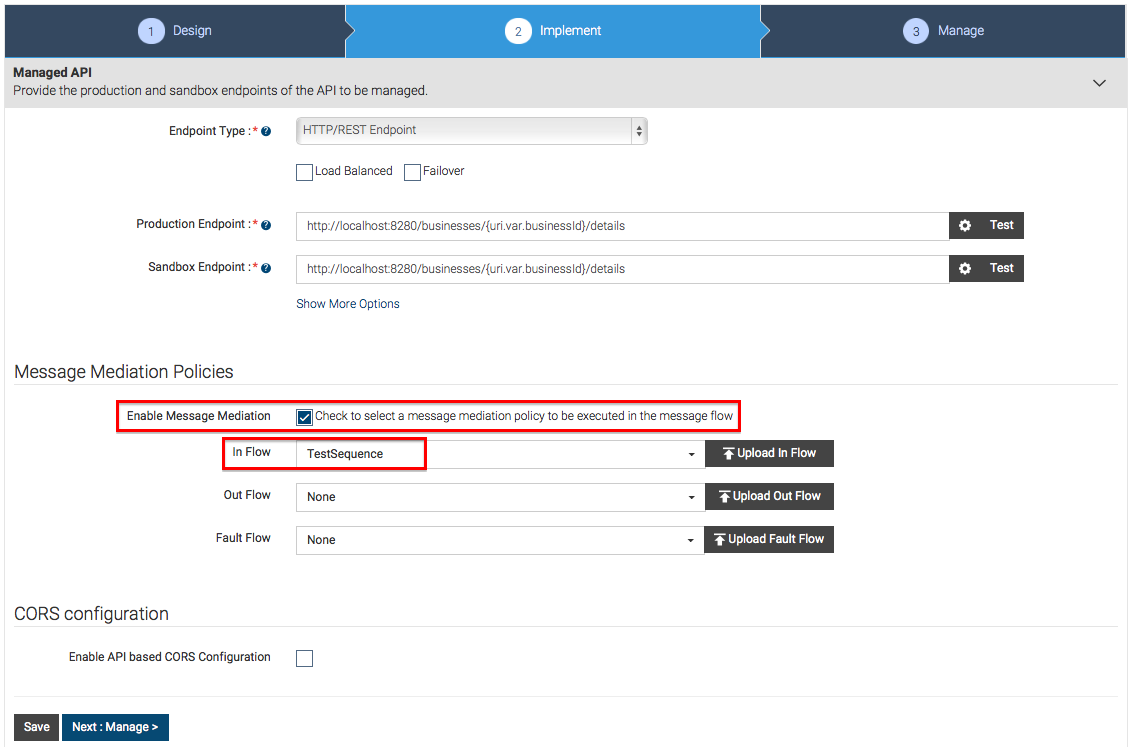 1 Design
2 Implement
3 Manage
Managed API
Provide the production and sandbox endpoints of the API to be managed.
Endpoint Type : * ? HTTP/REST Endpoint
Load Balanced Failover
Production Endpoint : * ? http://localhost:8280/businesses/{uri.var.businessId}/details Test
Sandbox Endpoint : * ? http://localhost:8280/businesses/{uri.var.businessId}/details Test
Show More Options
Message Mediation Policies
Enable Message Mediation Check to select a message mediation policy to be executed in the message flow
In Flow TestSequence Upload In Flow
Out Flow None Upload Out Flow
Fault Flow None Upload Fault Flow
CORS configuration
Enable API based CORS Configuration
Save Next : Manage >